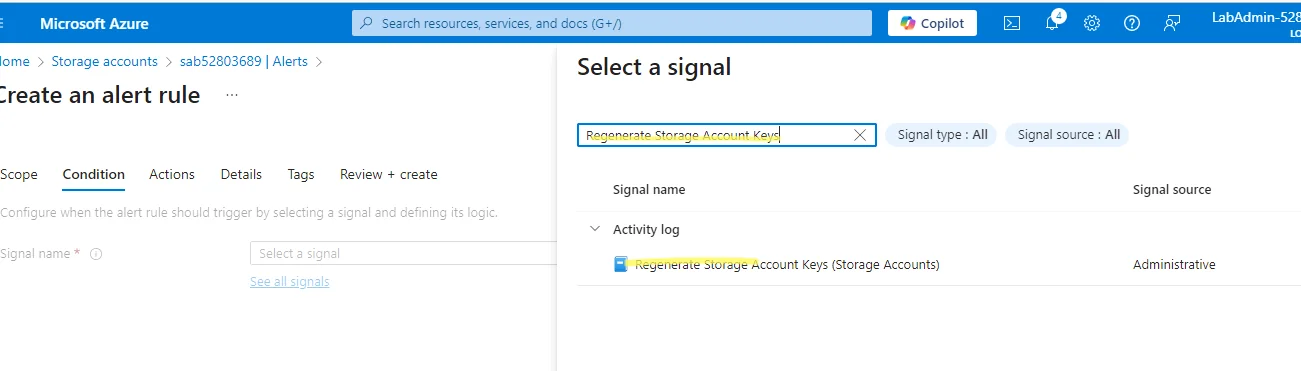 Microsoft Azure
Search resources, services, and docs (G+/)
Copilot
4
LabAdmin-528
LO
ome > Storage accounts > sab52803689 | Alerts >
Create an alert rule ...
Scope Condition Actions Details Tags Review + create
Configure when the alert rule should trigger by selecting a signal and defining its logic.
Signal name *
Select a signal
See all signals
Select a signal
Regenerate Storage Account Keys
Signal type : All
Signal source : All
Signal name Signal source
Activity log
Regenerate Storage Account Keys (Storage Accounts) Administrative